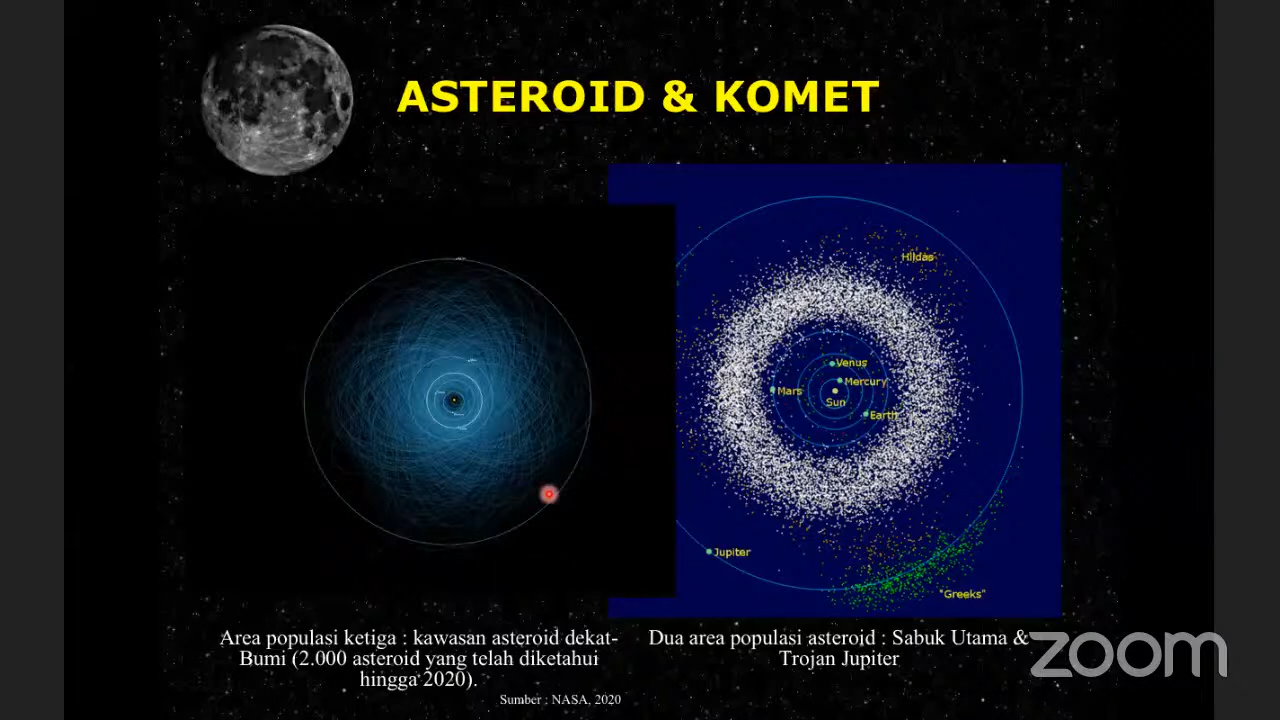 ASTEROID & KOMET
Hildas
Venus
Mercury
Mars
Sun
Earth
Jupiter
"Greeks"
Area populasi ketiga : kawasan asteroid dekat-
Bumi (2.000 asteroid yang telah diketahui
hingga 2020).
Dua area populasi asteroid : Sabuk Utama &
Trojan Jupiter
Sumber : NASA, 2020
zoom